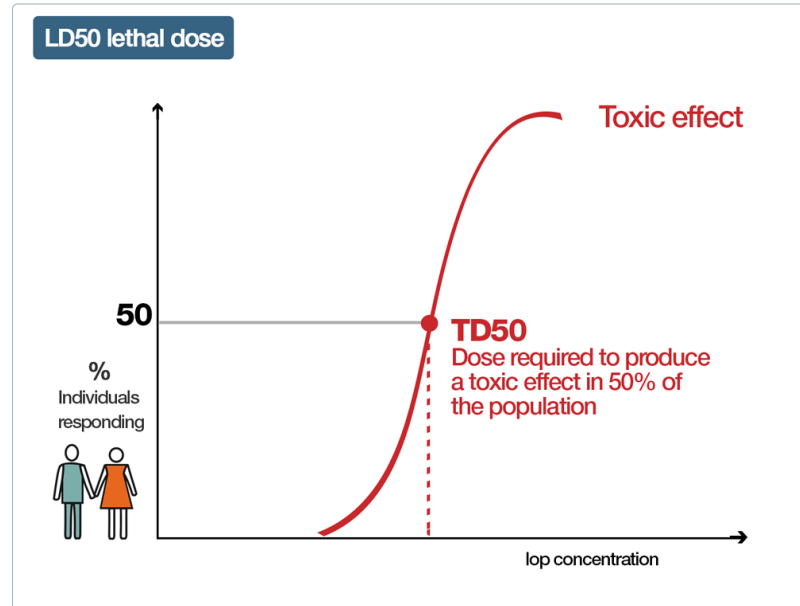 LD50 lethal dose
Toxic effect
50
TD50
Dose required to produce
a toxic effect in 50% of
the population
%
Individuals
responding
lop concentration